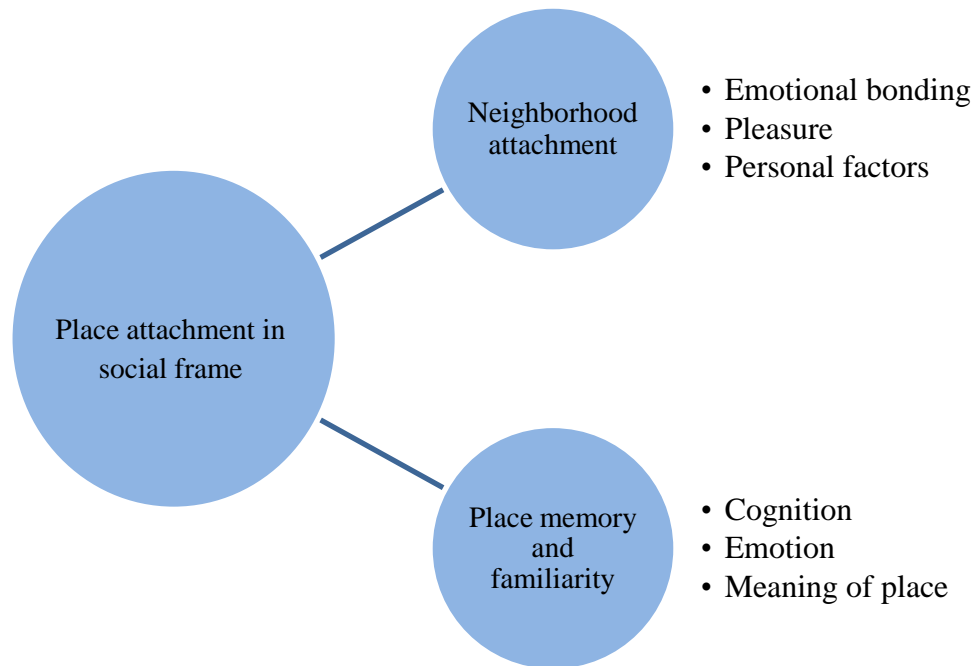 Neighborhood
attachment
• Emotional bonding
• Pleasure
• Personal factors
Place attachment in
social frame
Place memory
and
familiarity
• Cognition
• Emotion
• Meaning of place